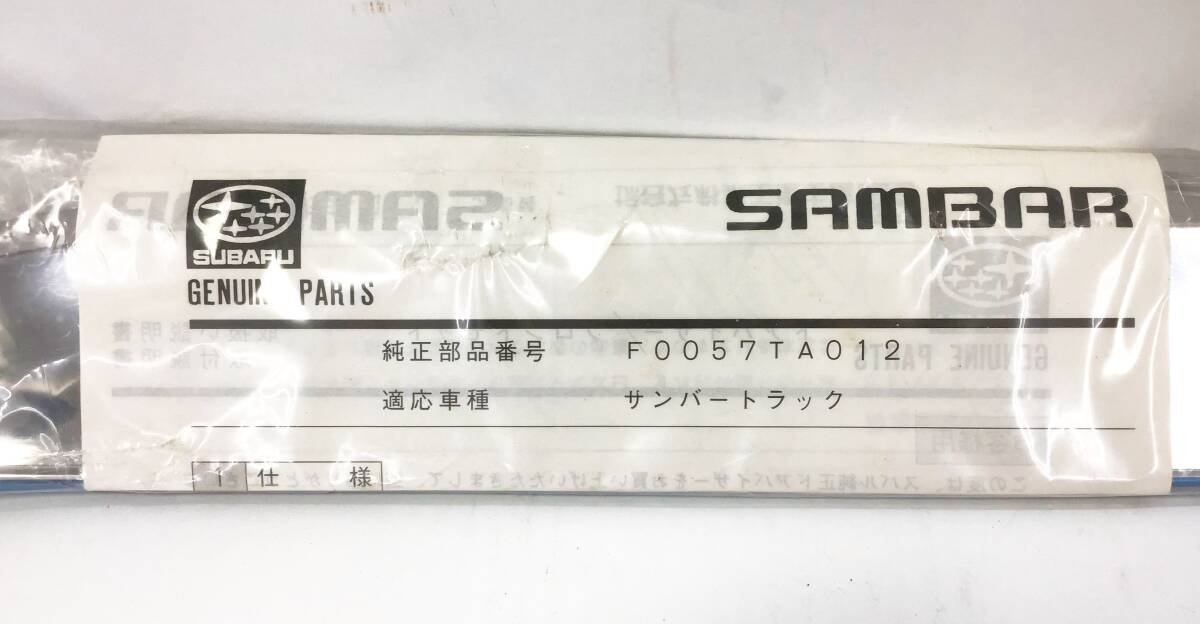 SUBARU
SAMBAR
GENUINE PARTS
純正部品番号 F0057TA012
適応車種 サンバートラック
1 仕様